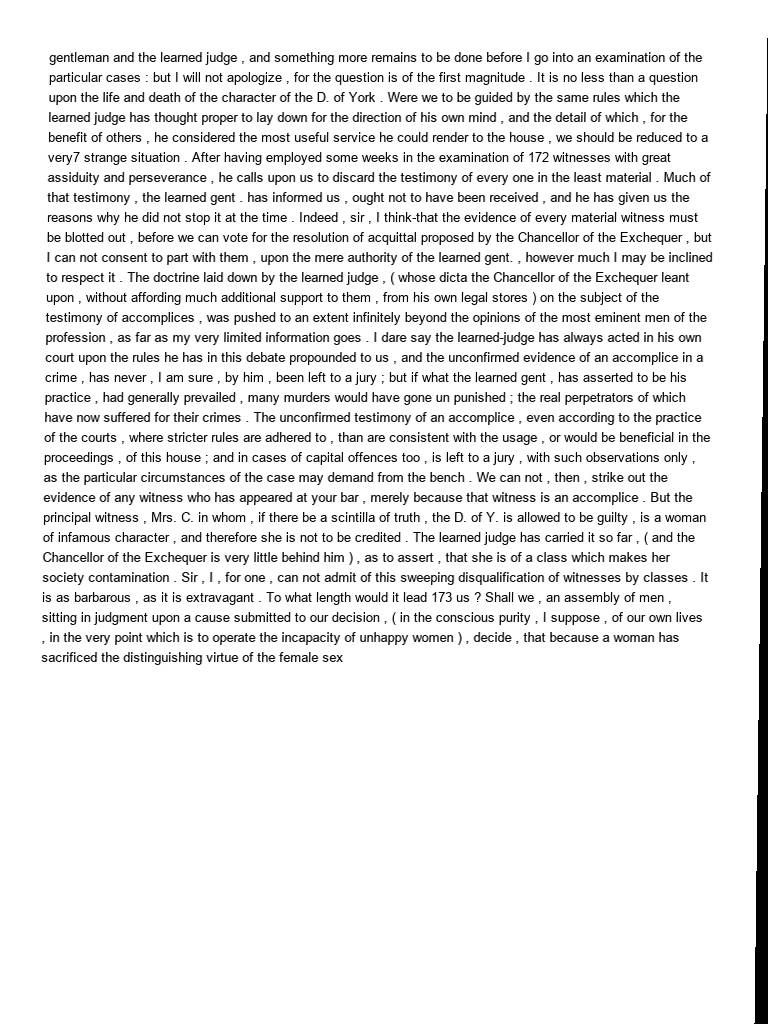 gentleman and the learned judge , and something more remains to be done before I go into an examination of the
particular cases : but I will not apologize , for the question is of the first magnitude . It is no less than a question
upon the life and death of the character of the D. of York . Were we to be guided by the same rules which the
learned judge has thought proper to lay down for the direction of his own mind , and the detail of which , for the
benefit of others , he considered the most useful service he could render to the house , we should be reduced to a
very7 strange situation . After having employed some weeks in the examination of 172 witnesses with great
assiduity and perseverance , he calls upon us to discard the testimony of every one in the least material . Much of
that testimony , the learned gent . has informed us , ought not to have been received , and he has given us the
reasons why he did not stop it at the time . Indeed , sir , I think-that the evidence of every material witness must
be blotted out , before we can vote for the resolution of acquittal proposed by the Chancellor of the Exchequer , but
I can not consent to part with them , upon the mere authority of the learned gent. , however much I may be inclined
to respect it . The doctrine laid down by the learned judge , ( whose dicta the Chancellor of the Exchequer leant
upon , without affording much additional support to them , from his own legal stores ) on the subject of the
testimony of accomplices , was pushed to an extent infinitely beyond the opinions of the most eminent men of the
profession , as far as my very limited information goes . I dare say the learned-judge has always acted in his own
court upon the rules he has in this debate propounded to us , and the unconfirmed evidence of an accomplice in a
crime , has never , I am sure , by him , been left to a jury ; but if what the learned gent , has asserted to be his
practice , had generally prevailed , many murders would have gone un punished ; the real perpetrators of which
have now suffered for their crimes . The unconfirmed testimony of an accomplice , even according to the practice
of the courts , where stricter rules are adhered to , than are consistent with the usage , or would be beneficial in the
proceedings , of this house ; and in cases of capital offences too , is left to a jury , with such observations only ,
as the particular circumstances of the case may demand from the bench . We can not , then , strike out the
evidence of any witness who has appeared at your bar , merely because that witness is an accomplice . But the
principal witness , Mrs. C. in whom , if there be a scintilla of truth , the D. of Y. is allowed to be guilty , is a woman
of infamous character , and therefore she is not to be credited . The learned judge has carried it so far , ( and the
Chancellor of the Exchequer is very little behind him ) , as to assert , that she is of a class which makes her
society contamination . Sir , I , for one , can not admit of this sweeping disqualification of witnesses by classes . It
is as barbarous , as it is extravagant . To what length would it lead 173 us ? Shall we , an assembly of men ,
sitting in judgment upon a cause submitted to our decision , ( in the conscious purity , I suppose , of our own lives
, in the very point which is to operate the incapacity of unhappy women ) , decide , that because a woman has
sacrificed the distinguishing virtue of the female sex